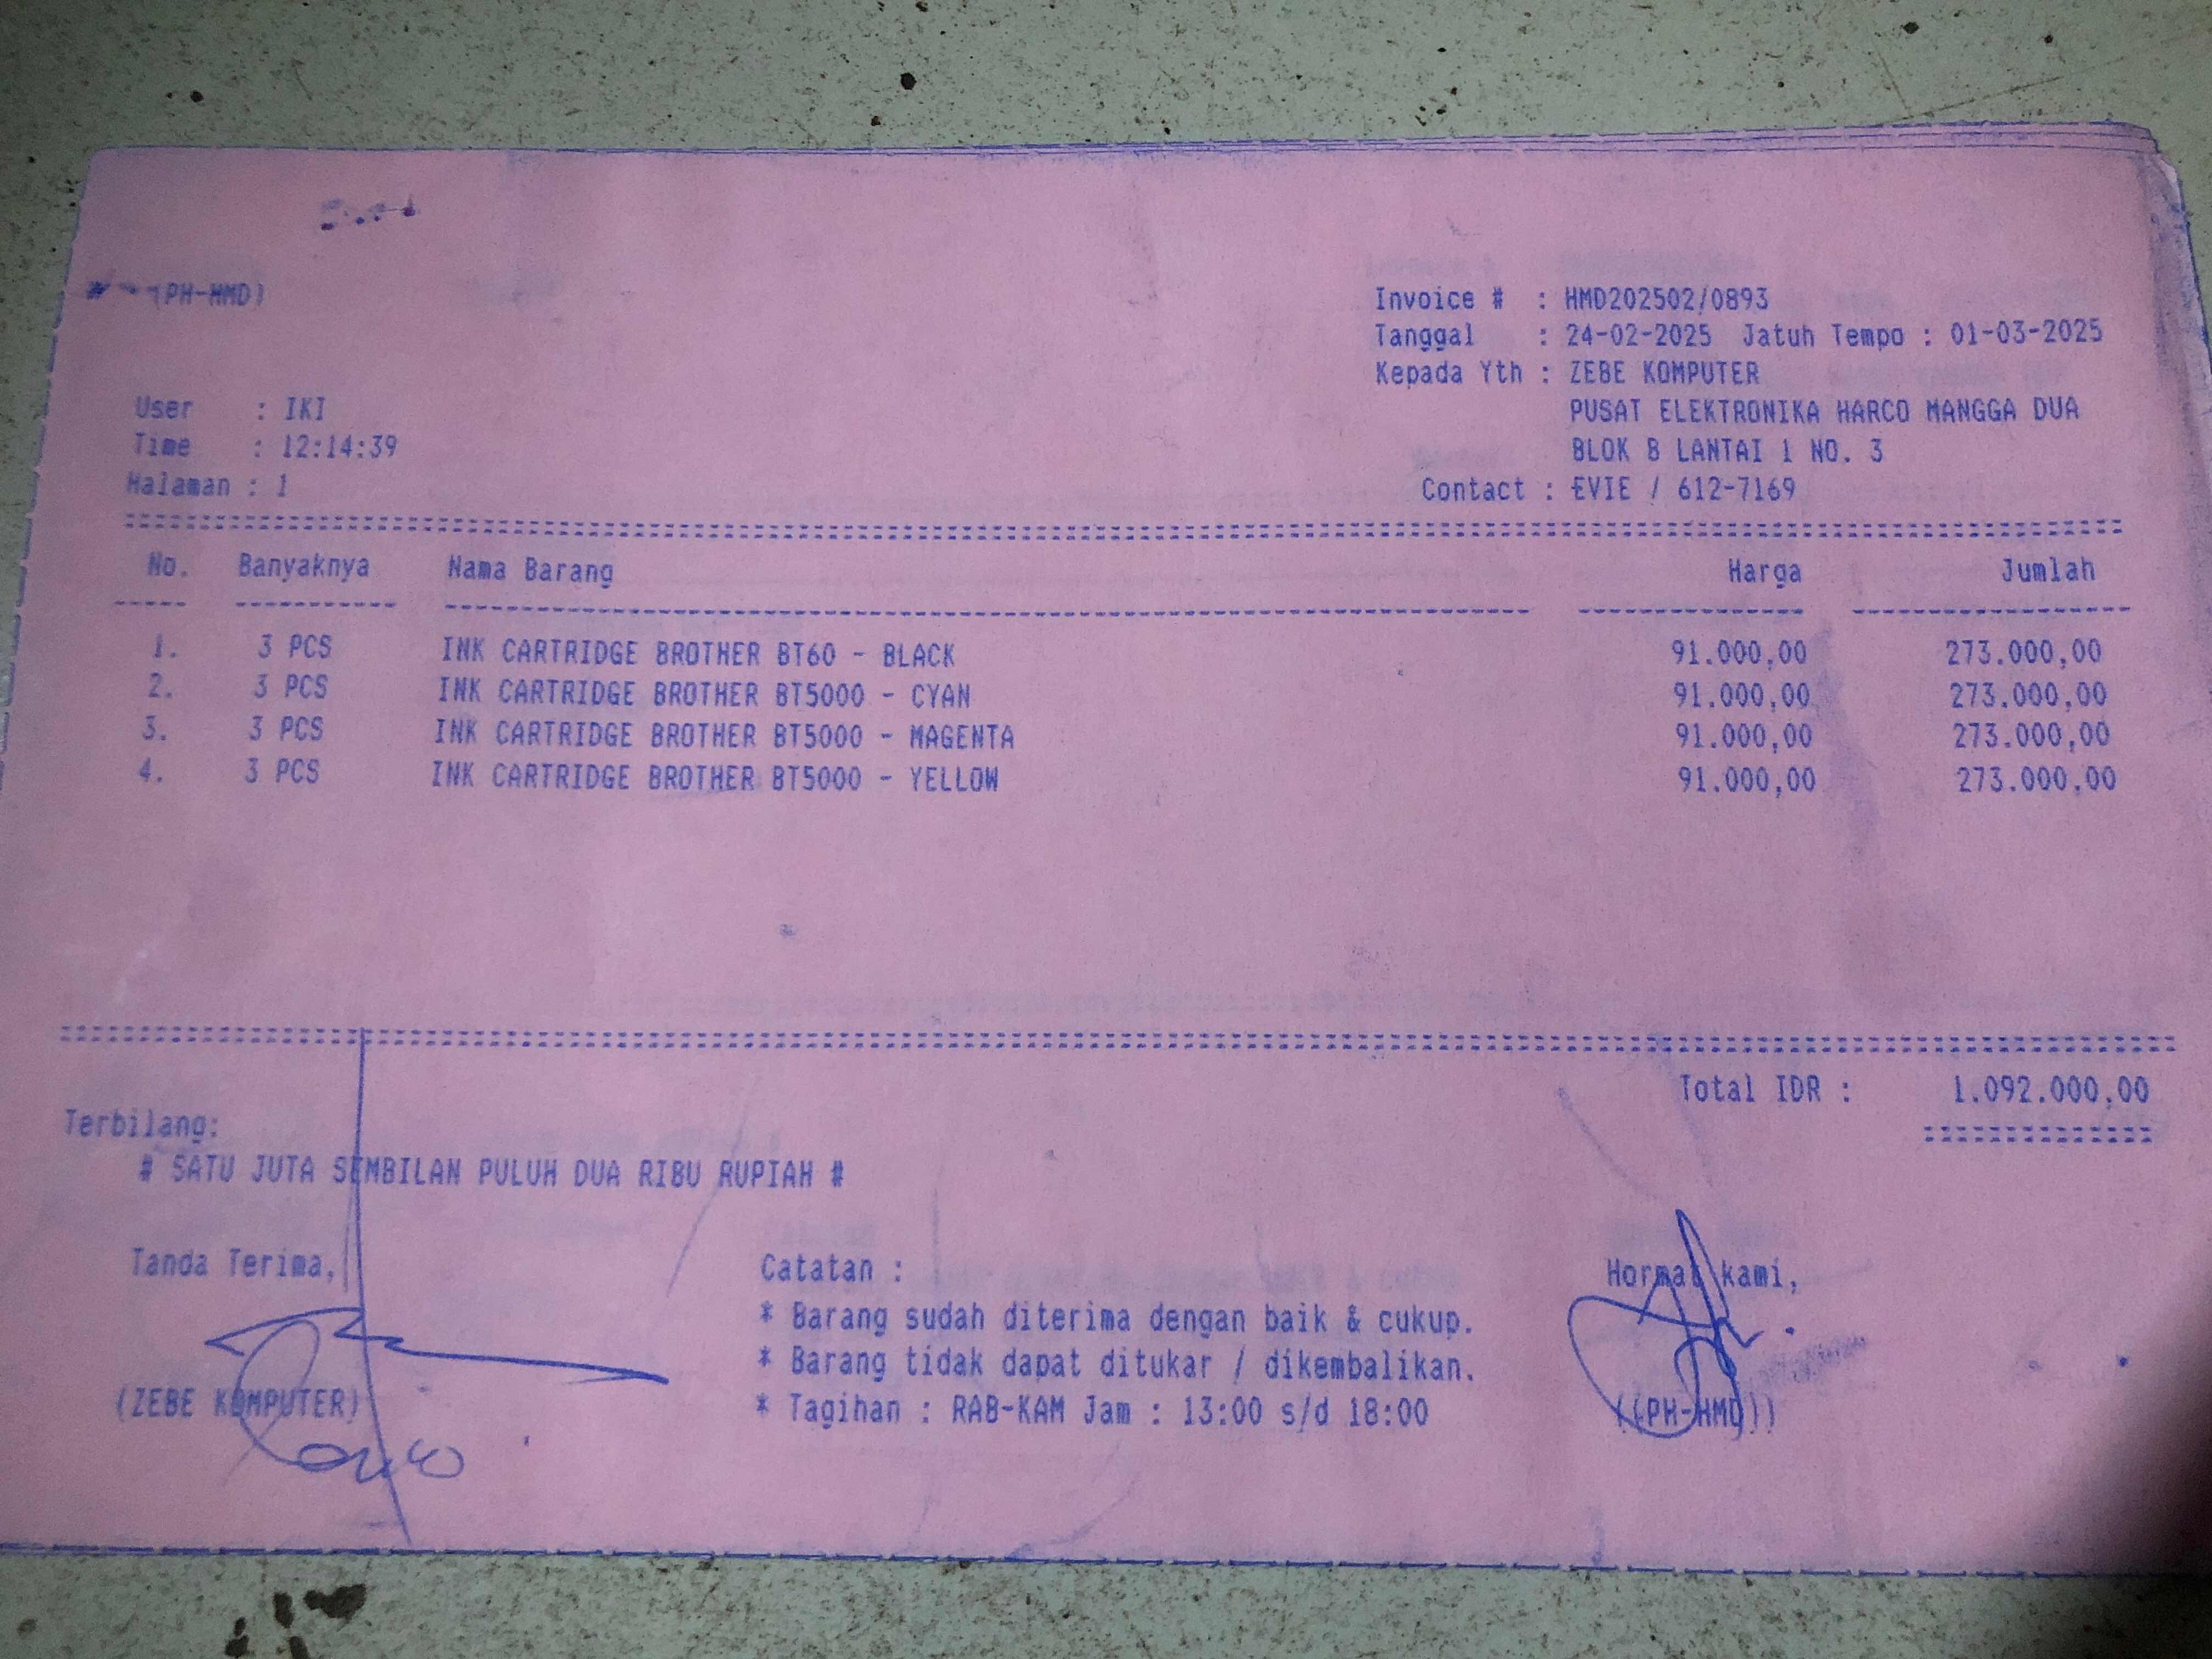 (PH-HMD)
Invoice # : HMD202502/0893
Tanggal : 24-02-2025 Jatuh Tempo : 01-03-2025
Kepada Yth : ZEBE KOMPUTER
PUSAT ELEKTRONIKA HARCO MANGGA DUA
BLOK B LANTAI 1 NO. 3
Contact : EVIE / 612-7169
User : IKI
Time : 12:14:39
Halaman : 1
No. Banyaknya Nama Barang Harga Jumlah
1. 3 PCS INK CARTRIDGE BROTHER BT60 - BLACK 91.000,00 273.000,00
2. 3 PCS INK CARTRIDGE BROTHER BT5000 - CYAN 91.000,00 273.000,00
3. 3 PCS INK CARTRIDGE BROTHER BT5000 - MAGENTA 91.000,00 273.000,00
4. 3 PCS INK CARTRIDGE BROTHER BT5000 - YELLOW 91.000,00 273.000,00
Total IDR : 1.092.000,00
Terbilang:
# SATU JUTA SEMBILAN PULUH DUA RIBU RUPIAH #
Tanda Terima,
(ZEBE KOMPUTER)
Catatan :
* Barang sudah diterima dengan baik & cukup.
* Barang tidak dapat ditukar / dikembalikan.
* Tagihan : RAB-KAM Jam : 13:00 s/d 18:00
Hormat kami,
((PH-HMD))